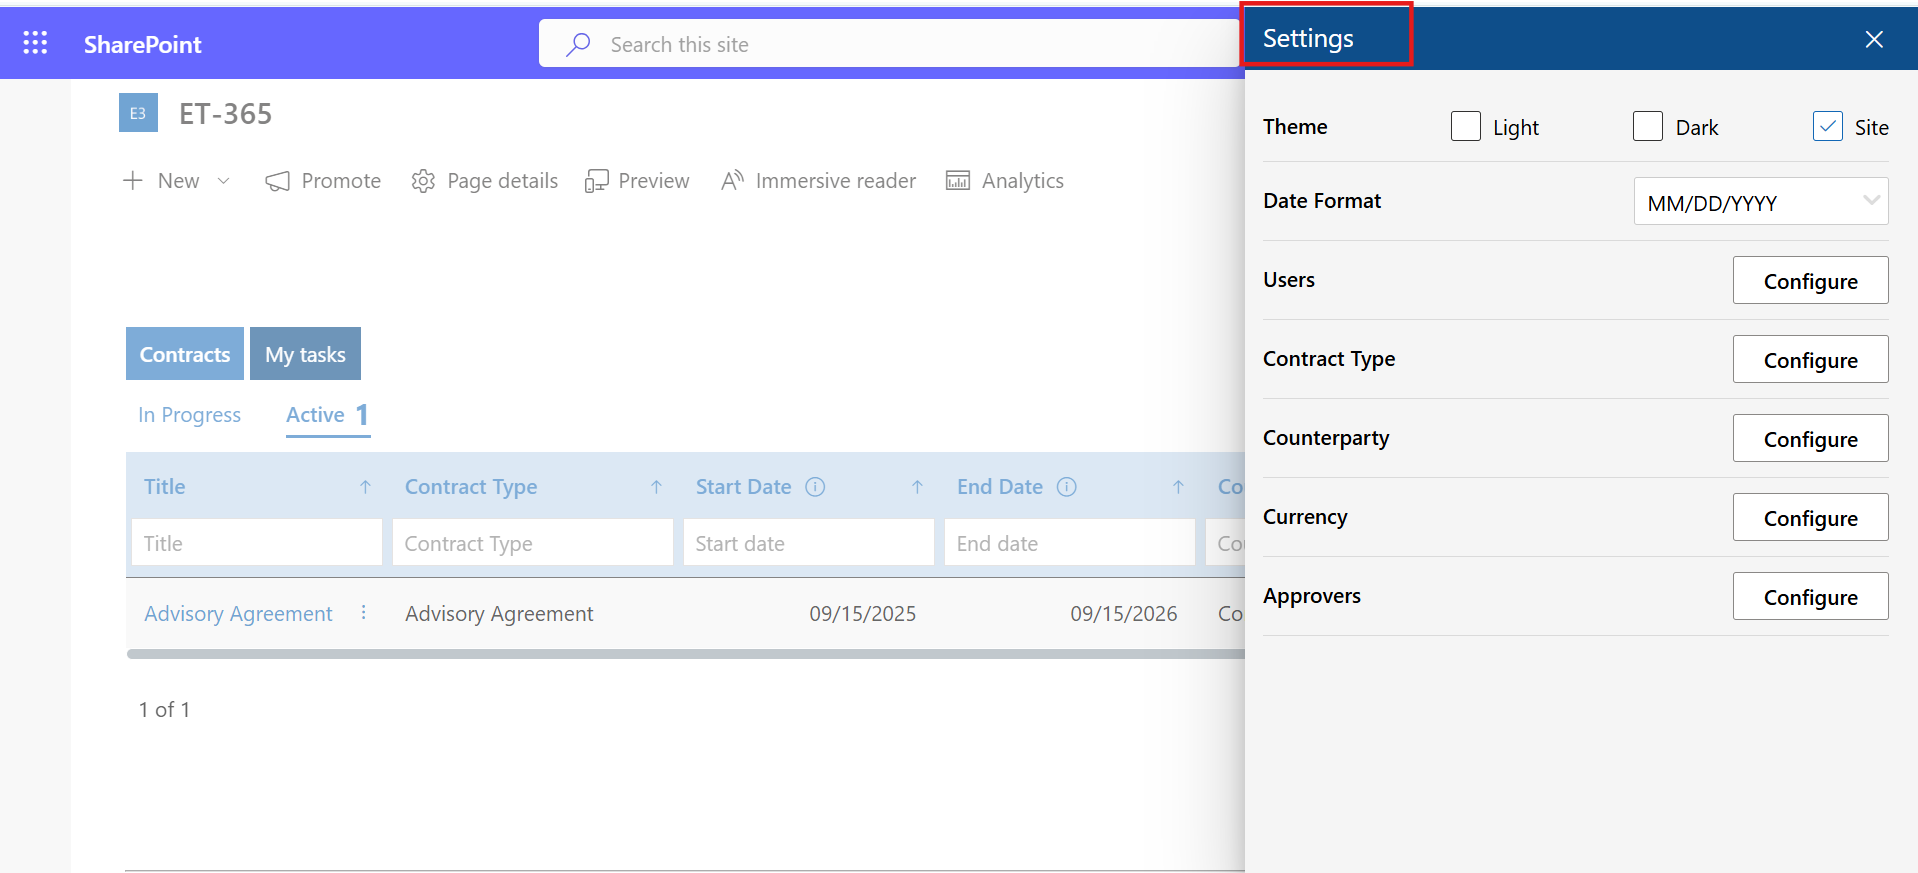 SharePoint
Search this site
Settings
E3
ET-365
New
Promote
Page details
Preview
Immersive reader
Analytics
Theme
Light
Dark
Site
Date Format
MM/DD/YYYY
Users
Configure
Contract Type
Configure
Counterparty
Configure
Currency
Configure
Approvers
Configure
Contracts
My tasks
In Progress
Active 1
Title
Contract Type
Start Date
End Date
Co
Title
Contract Type
Start date
End date
Co
Advisory Agreement
Advisory Agreement
09/15/2025
09/15/2026
Co
1 of 1